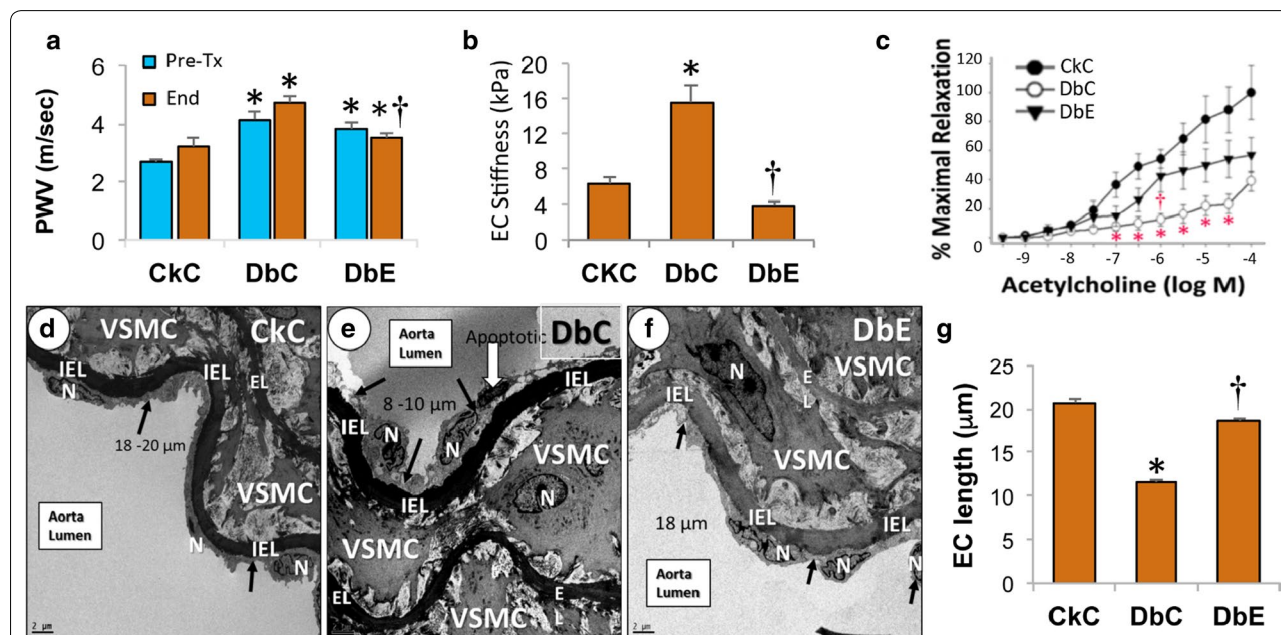 a
PWV (m/sec)
6
4
2
0
Pre-Tx
End
* * * *†
CkC DbC DbE
b
EC Stiffness (kPa)
20
16
12
8
4
0
* †
CKC DbC DbE
c
% Maximal Relaxation
120
100
80
60
40
20
0
CkC
DbC
DbE
†
* * * * * *
-9 -8 -7 -6 -5 -4
Acetylcholine (log M)
d
VSMC
CkC
IEL
N
IEL
EL
18 -20 µm
VSMC
Aorta
Lumen
N
IEL
N
2 µm
e
Aorta
Lumen
Apoptotic
DbC
IEL
8 -10 µm
IEL
N
N
VSMC
IEL
N
VSMC
EL
E
L
VSMC
f
Aorta
Lumen
DbE
VSMC
N
E
L
IEL
VSMC
IEL
IEL
18 µm
N
N
N
Aorta
Lumen
2 µm
g
EC length (µm)
25
20
15
10
5
0
* †
CkC DbC DbE